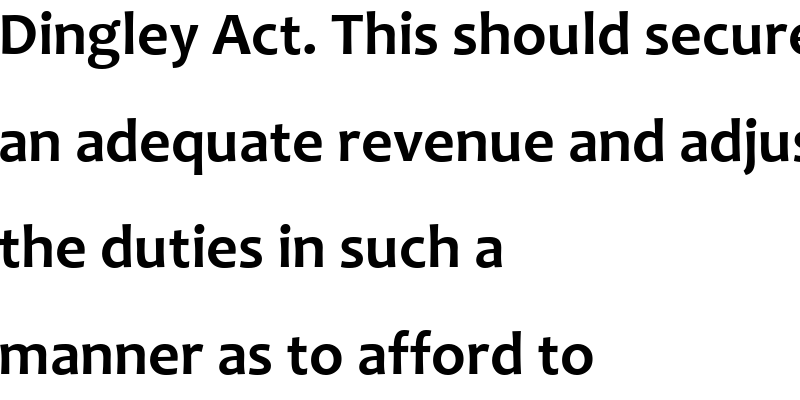 Dingley Act. This should secure
an adequate revenue and adjus
the duties in such a
manner as to afford to